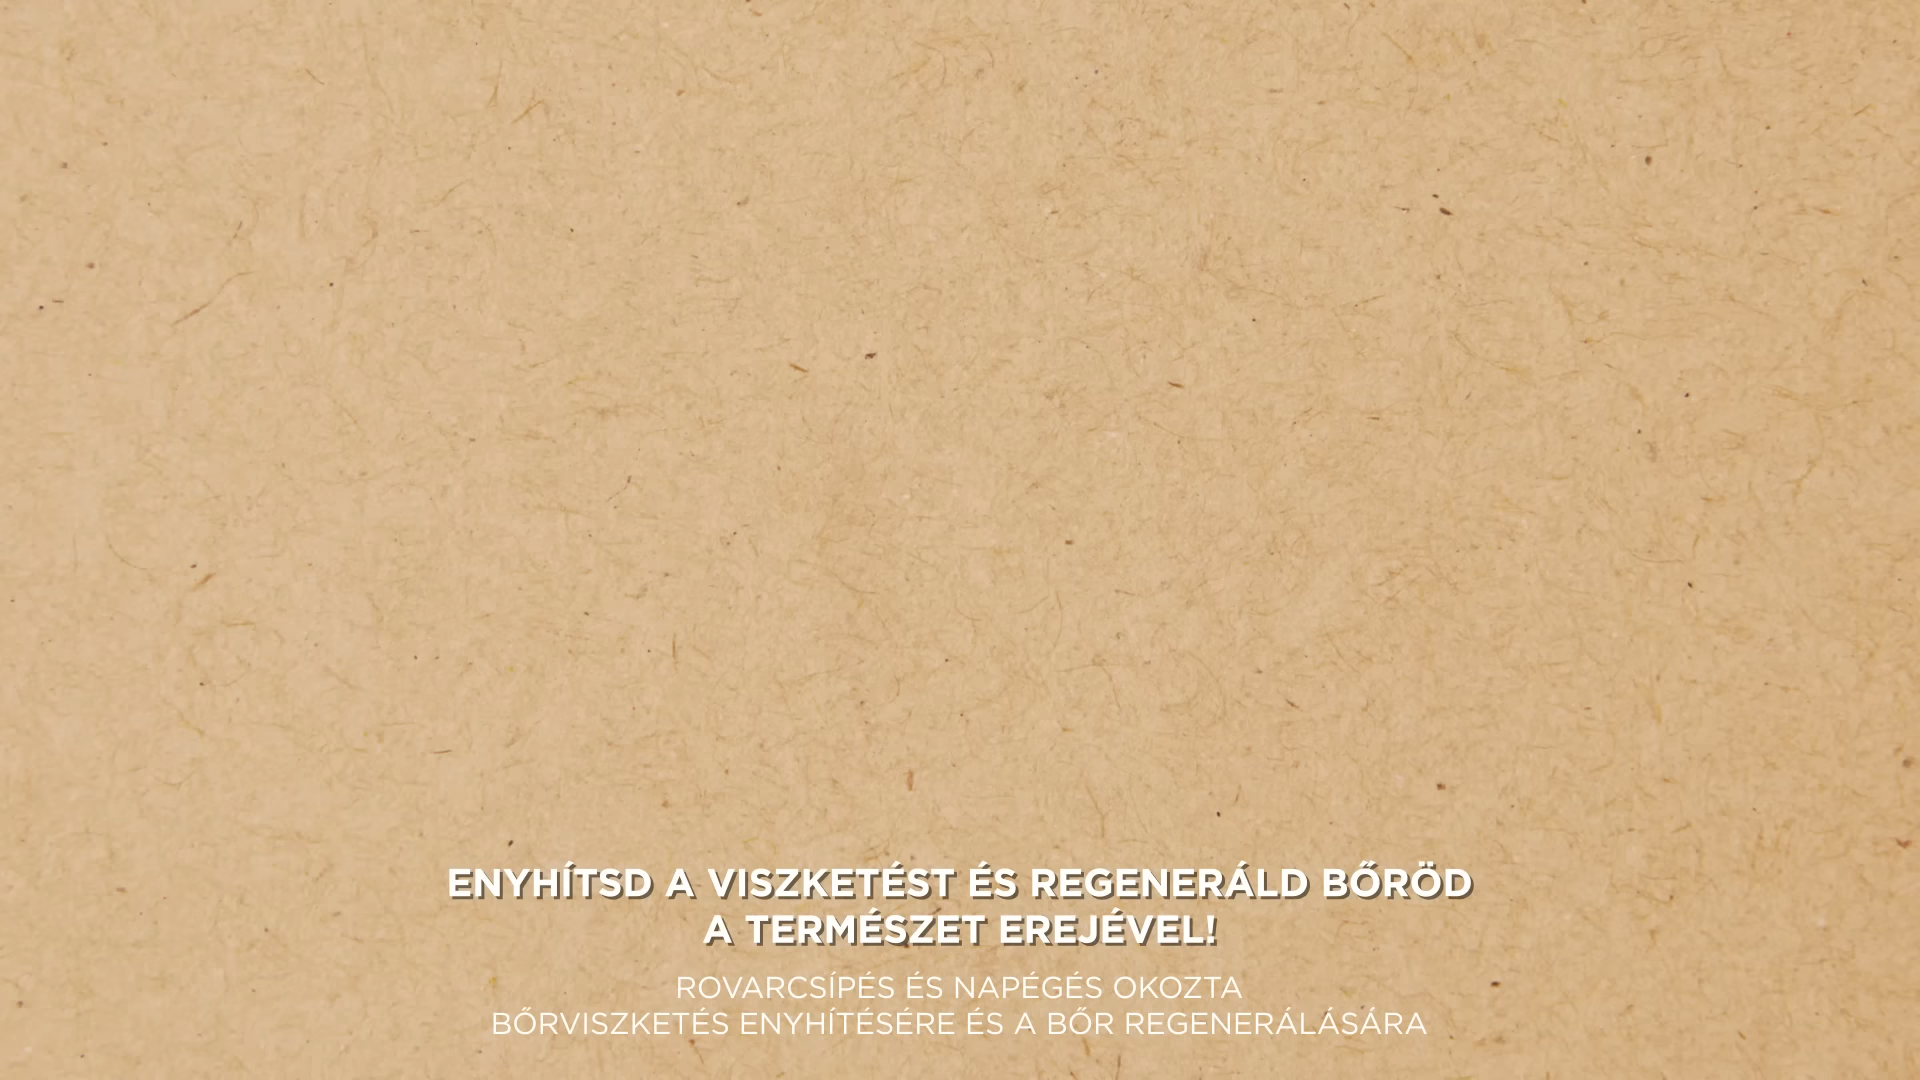 ENYHÍTSD A VISZKETÉST ÉS REGENERÁLD BŐRÖD
A TERMÉSZET EREJÉVEL!
ROVARCSÍPÉS ÉS NAPÉGÉS OKOZTA
BŐRVISZKETÉS ENYHÍTÉSÉRE ÉS A BŐR REGENERÁLÁSÁRA